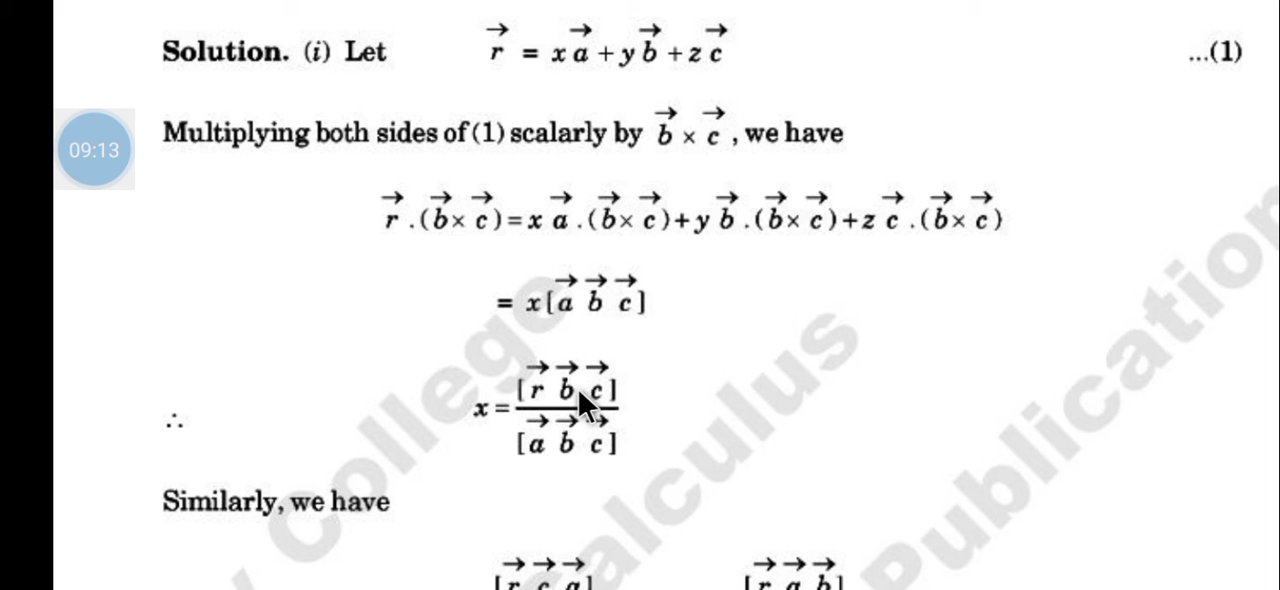 Solution. (i) Let r⃗ = x a⃗ + y b⃗ + z c⃗ ...(1)
09:13
Multiplying both sides of (1) scalarly by b⃗ × c⃗ , we have
r⃗ . (b⃗ × c⃗) = x a⃗ . (b⃗ × c⃗) + y b⃗ . (b⃗ × c⃗) + z c⃗ . (b⃗ × c⃗)
= x [a⃗ b⃗ c⃗]
∴ x = [r⃗ b⃗ c⃗] / [a⃗ b⃗ c⃗]
Similarly, we have
[r⃗ c⃗ a⃗] [r⃗ a⃗ b⃗]
College
Calculus
Publication